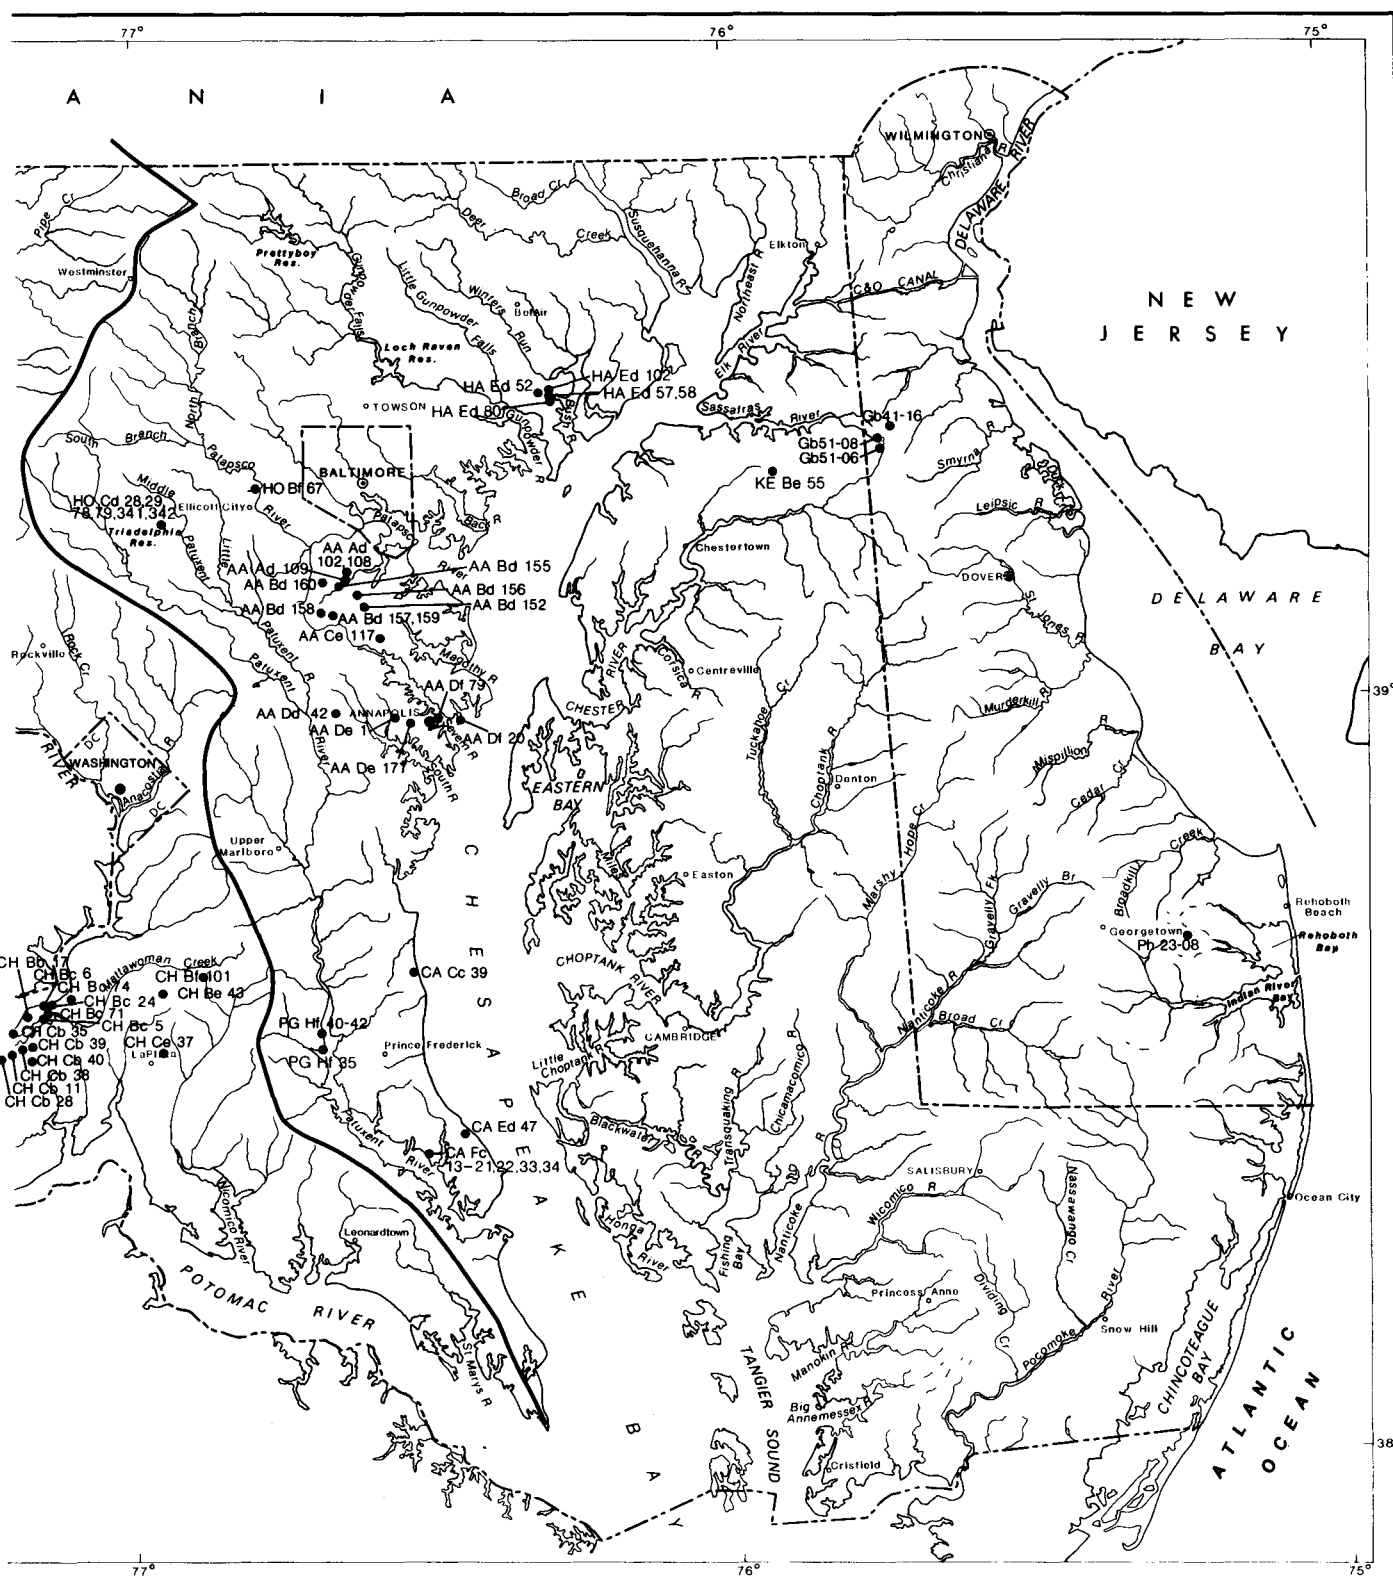 77°
76°
75°
A N I A
WILMINGTON
Christiana R
DELAWARE RIVER
Pipe Cr
Broad Cr
Deer
Creek
Susquehanna R
Elkton
Northeast R
Prettyboy
Res.
Westminster
Gunpowder Falls
Little Gunpowder Falls
Winters Run
Belair
C&O CANAL
NEW
JERSEY
North Branch
Loch Raven
Res.
Elk River
HA Ed 102
HA Ed 52
HA Ed 57,58
HA Ed 80
TOWSON
Bush R
Gunpowder R
Sassafras River
Gb41-16
Gb51-08
Gb51-06
KE Be 55
Smyrna R
Leipsic R
South Branch
Patapsco
River
BALTIMORE
HO Bf 67
Middle
HO Cd 28,29,
78,79,341,342
Ellicott City
Triadelphia
Res.
Patapsco
River
Back R
Little
Patuxent
Chestertown
DOVER
AA Ad
102,108
AA Ad 109
AA Bd 155
AA Bd 160
AA Bd 156
AA Bd 152
AA Bd 158
AA Bd 157,159
AA Ce 117
St Jones R
DELAWARE
BAY
Rockville
Rock Cr
Patuxent R
Patuxent
River
Magothy R
CHESTER RIVER
Corsica R
Centreville
Tuckahoe Cr
Murderkill R
39°
AA Df 79
AA Dd 42
ANNAPOLIS
AA De 1
AA Df 20
Severn R
AA De 177
South R
RIVER
DC
WASHINGTON
Anacostia R
DC
EASTERN
BAY
Choptank R
Denton
Mispillion R
Cedar Cr
Marshy Hope Cr
Upper
Marlboro
Miles
Easton
Broadkill Creek
Gravelly Fk
Gravelly Br
Georgetown
Ph 23-08
Rehoboth
Beach
Rehoboth
Bay
Indian River
Bay
CH Bb 17
CH Bc 6
Mattawoman Creek
CH Bf 101
CH Bc 74
CH Be 43
CH Bc 24
CH Bc 71
CH Bc 5
CH Cb 35
CH Cb 39
CH Ce 37
LaPlata
CH Cb 40
CH Cb 38
CH Cb 11
CH Cb 28
CA Cc 39
PG Hf 40-42
PG Hf 35
Prince Frederick
CHOPTANK
RIVER
CAMBRIDGE
Little
Choptank R
Nanticoke R
Broad Cr
Chicamacomico R
Transquaking R
Blackwater R
Patuxent
River
CA Ed 47
CA Fc
13-21,22,33,34
SALISBURY
Wicomico R
Nassawango Cr
Ocean City
Wicomico River
Leonardtown
Honga
River
Fishing
Bay
Nanticoke R
POTOMAC RIVER
St Marys R
CHESAPEAKE BAY
Princess Anne
Dividing Cr
Pocomoke River
Snow Hill
Manokin R
Big
Annemessex R
Crisfield
TANGIER
SOUND
CHINCOTEAGUE
BAY
ATLANTIC
OCEAN
38
77°
76°
75°